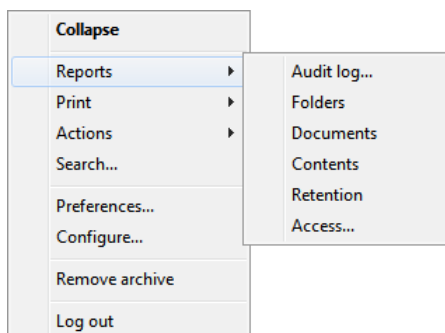 Collapse
Reports
Print
Actions
Search...
Preferences...
Configure...
Remove archive
Log out
Audit log...
Folders
Documents
Contents
Retention
Access...